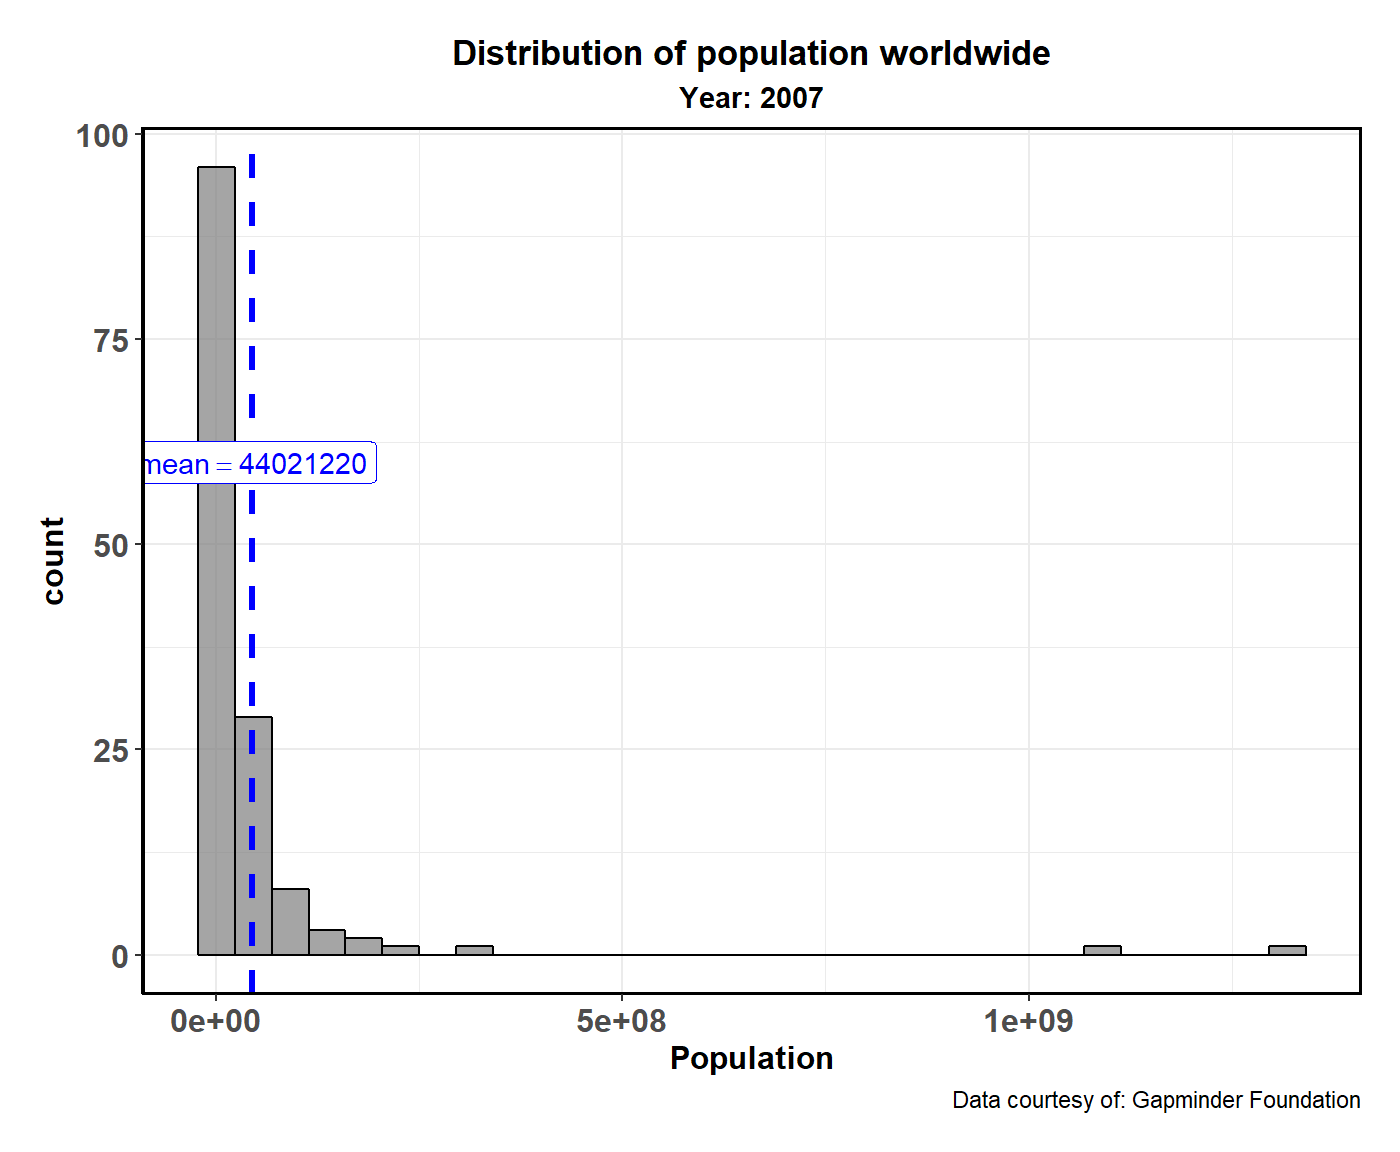 Distribution of population worldwide
Year: 2007
100
75
50
25
0
count
mean = 44021220
0e+00
5e+08
1e+09
Population
Data courtesy of: Gapminder Foundation